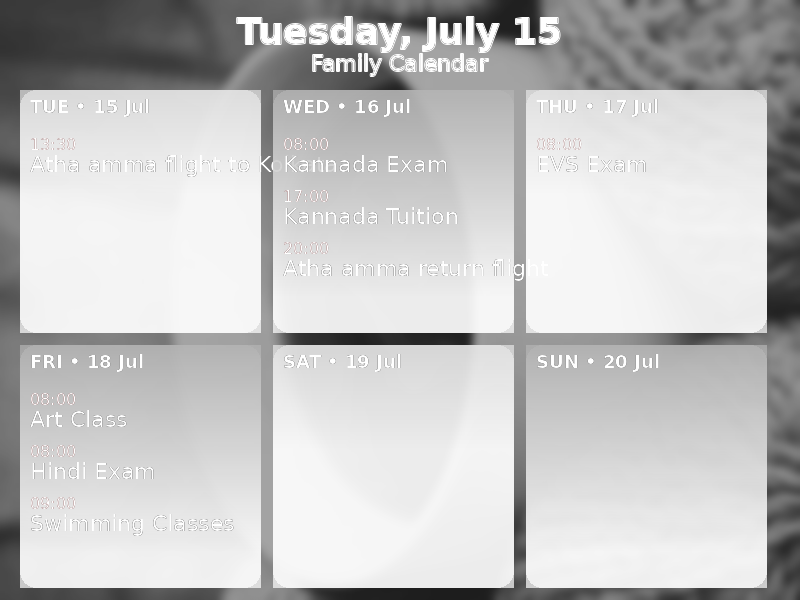 Tuesday, July 15
Family Calendar
TUE • 15 Jul
13:30
Atha amma flight to
WED • 16 Jul
08:00
Kannada Exam
17:00
Kannada Tuition
20:00
Atha amma return flight
THU • 17 Jul
08:00
EVS Exam
FRI • 18 Jul
08:00
Art Class
08:00
Hindi Exam
08:00
Swimming Classes
SAT • 19 Jul
SUN • 20 Jul